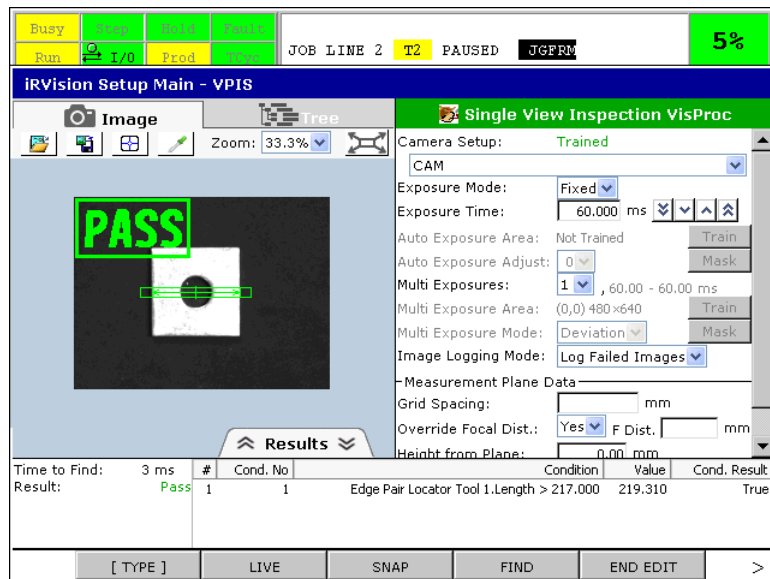 Busy Step Hold Fault
Run I/O Prod TCyc JOB LINE 2 T2 PAUSED JGFRM 5%
iRVision Setup Main - VPIS
Image Tree Single View Inspection VisProc
Zoom: 33.3% Camera Setup: Trained
CAM
Exposure Mode: Fixed
Exposure Time: 60.000 ms
Auto Exposure Area: Not Trained Train
Auto Exposure Adjust: 0 Mask
Multi Exposures: 1 , 60.00 - 60.00 ms
Multi Exposure Area: (0,0) 480×640 Train
Multi Exposure Mode: Deviation Mask
Image Logging Mode: Log Failed Images
Measurement Plane Data
Grid Spacing: mm
Override Focal Dist.: Yes F Dist. mm
Height from Plane: 0.00 mm
PASS
Results
Time to Find: 3 ms # Cond. No Condition Value Cond. Result
Result: Pass 1 1 Edge Pair Locator Tool 1.Length > 217.000 219.310 True
[ TYPE ] LIVE SNAP FIND END EDIT >